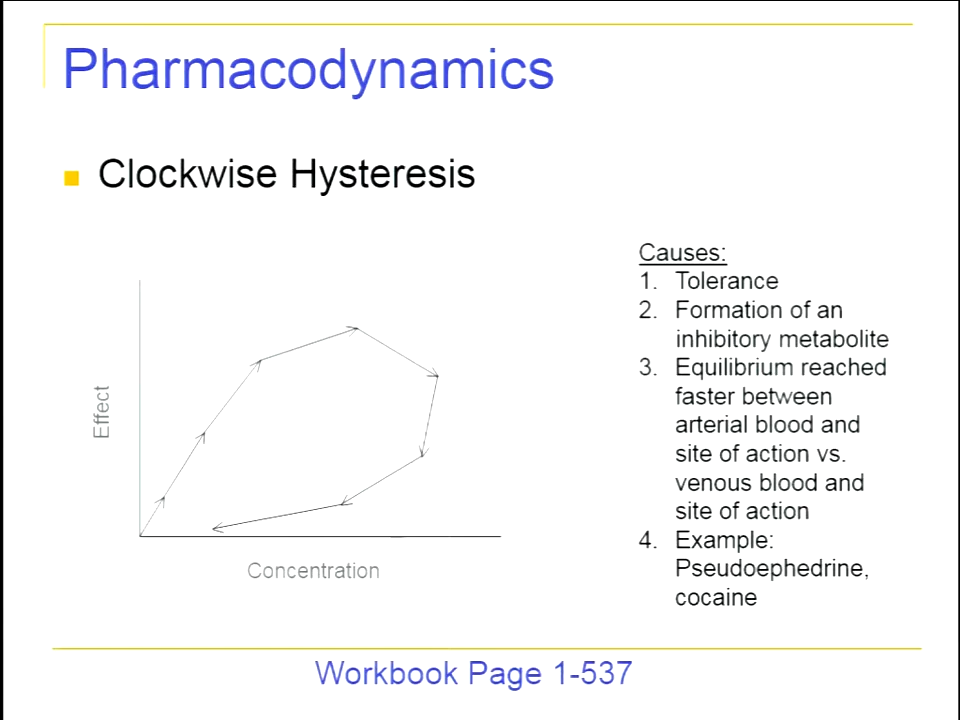 Pharmacodynamics
Clockwise Hysteresis
Causes:
1. Tolerance
2. Formation of an
inhibitory metabolite
3. Equilibrium reached
faster between
arterial blood and
site of action vs.
venous blood and
site of action
4. Example:
Pseudoephedrine,
cocaine
Effect
Concentration
Workbook Page 1-537